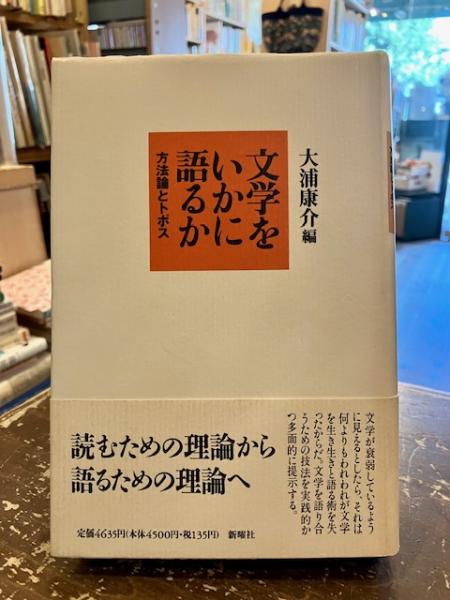 大浦康介編
文学を
いかに
語るか
方法論とトポス
文学が衰弱しているよう
に見えるとしたら、それは
何よりもわれわれが文学
を生き生きと語る術を失
ったからだ。文学を語り合
うための技法を実践的か
つ多面的に提示する。
読むための理論から
語るための理論へ
定価4635円(本体4500円・税135円) 新曜社